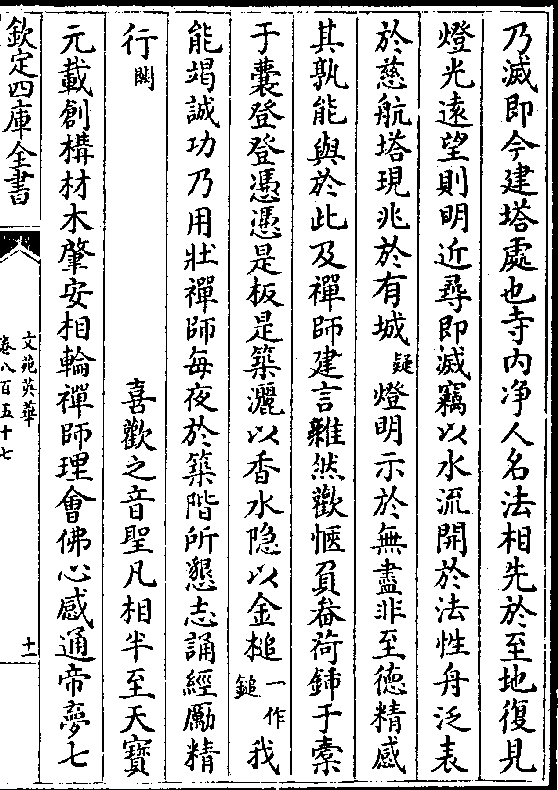 乃滅即今建塔處也寺内净人名法相先於至地復見
燈光遠望則明近尋即滅竊以水流開於法性舟泛表
於慈航塔現兆於有城疑燈明示於無盡非至德精感
其孰能與於此及禪師建言雜然歡愜負畚荷鍤于橐
于囊登登憑憑是板是築灑以香水隐以金槌一作鎚我
能竭誠功乃用壯禪師每夜於築階所懇志誦經勵精
行闕喜歡之音聖凡相半至天寶
元載創構材木肇安相輪禪師理會佛心感通帝夢七
欽定四庫全書
文苑英華
卷八百五十七
十一